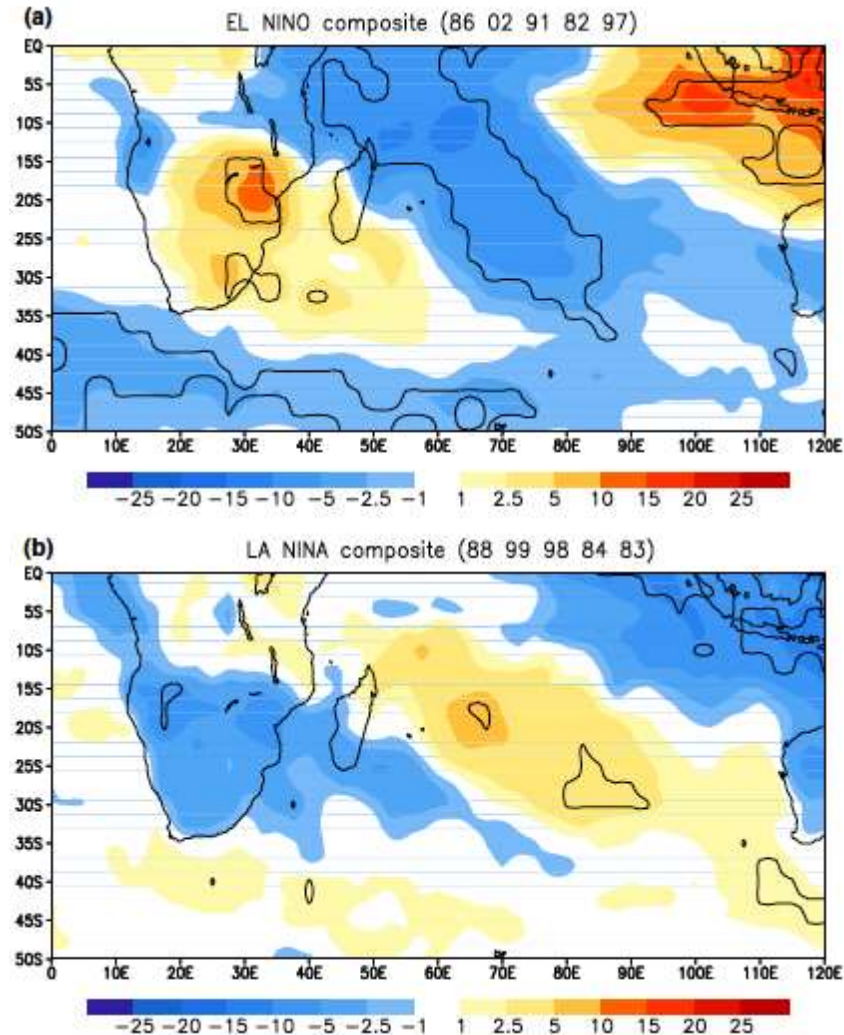 (a) EL NINO composite (86 02 91 82 97)
EQ
5S
10S
15S
20S
25S
30S
35S
40S
45S
50S
0 10E 20E 30E 40E 50E 60E 70E 80E 90E 100E 110E 120E
−25 −20 −15 −10 −5 −2.5 −1 1 2.5 5 10 15 20 25
(b) LA NINA composite (88 99 98 84 83)
EQ
5S
10S
15S
20S
25S
30S
35S
40S
45S
50S
0 10E 20E 30E 40E 50E 60E 70E 80E 90E 100E 110E 120E
−25 −20 −15 −10 −5 −2.5 −1 1 2.5 5 10 15 20 25